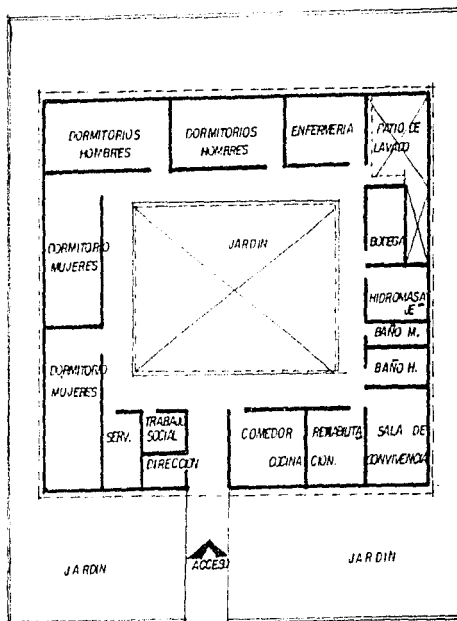 DORMITORIOS
HOMBRES
DORMITORIOS
HOMBRES
ENFERMERIA
PATIO DE
LAVADO
DORMITORIO
MUJERES
JARDIN
BODEGA
HIDROMASA
JE
BAÑO M.
BAÑO H.
DORMITORIO
MUJERES
SERV.
TRABAJO
SOCIAL
DIRECCION
COMEDOR
COCINA
REHABILITA
CION.
SALA DE
CONVIVENCIA
ACCESO
JARDIN
JARDIN